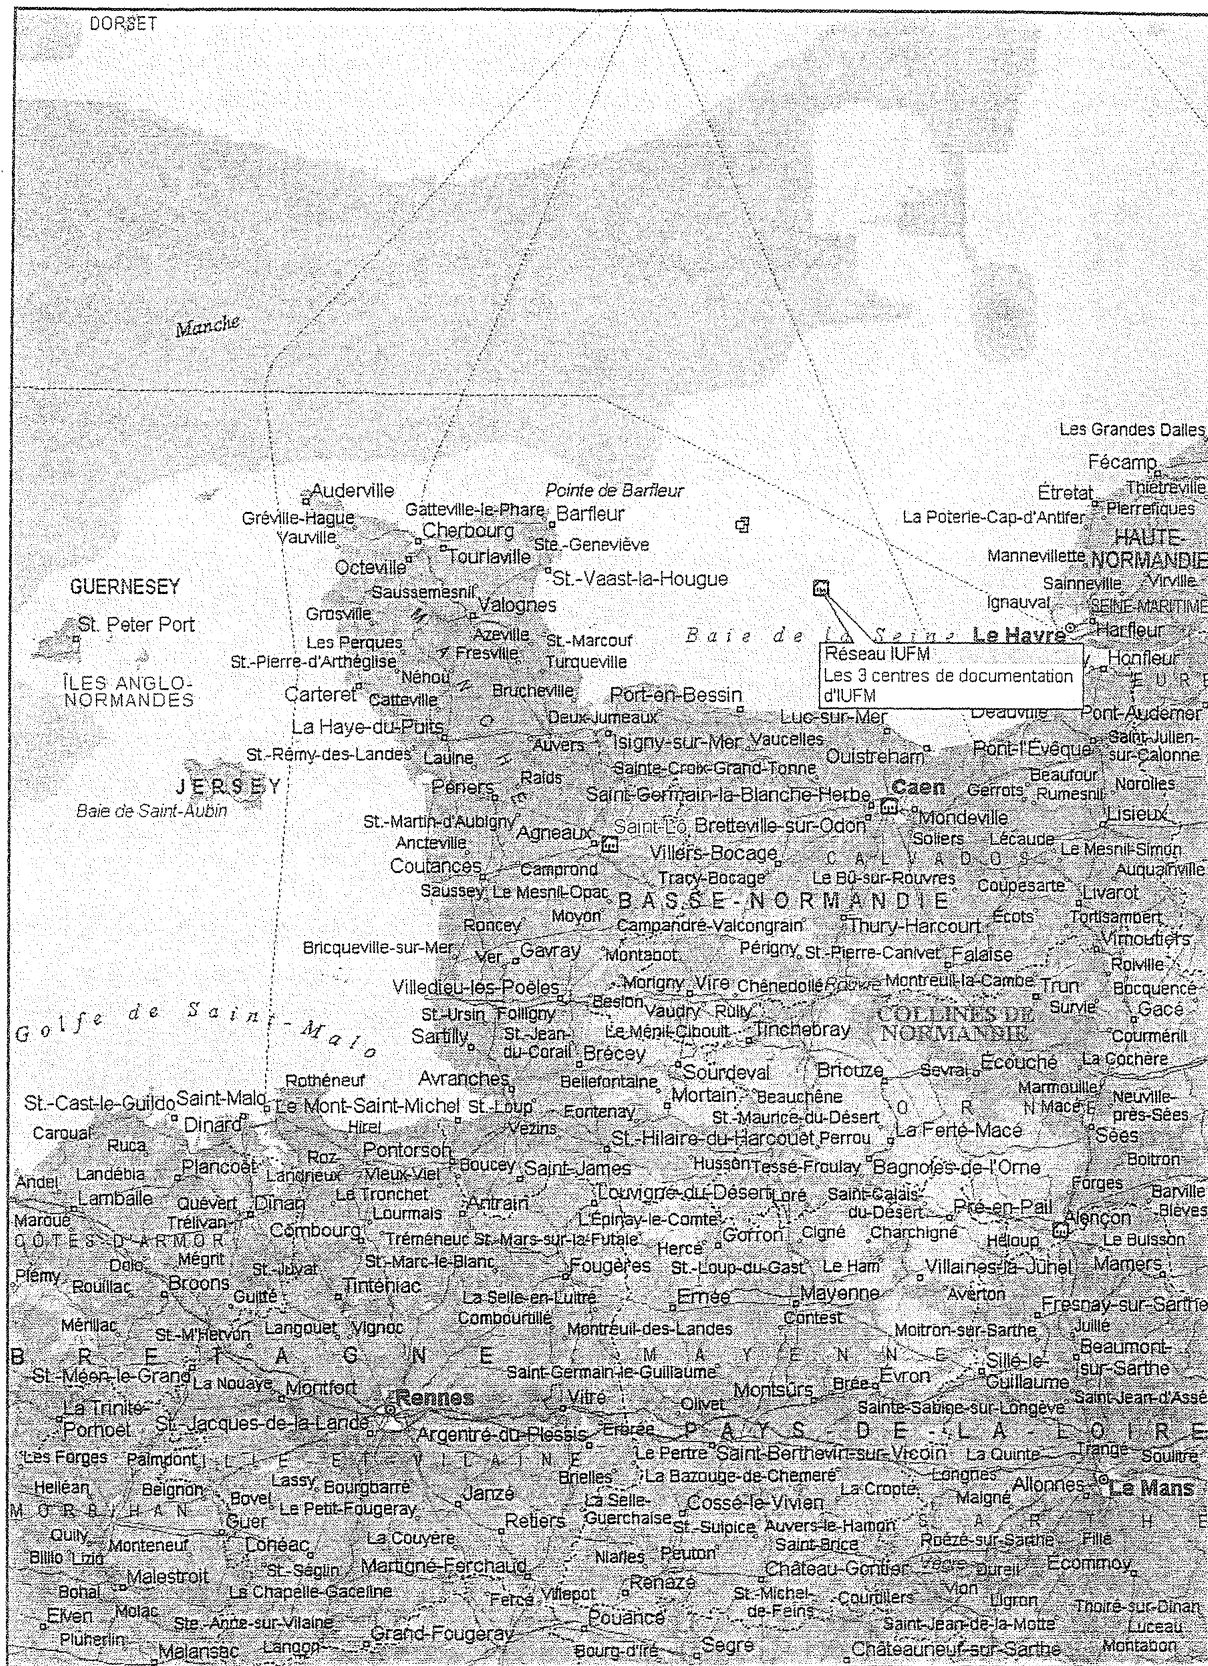 DORSET
Manche
Les Grandes Dalles
Fécamp
Auderville
Pointe de Barfleur
Étretat
Thiétreville
Gréville-Hague
Gatteville-le-Phare
Barfleur
La Poterie-Cap-d'Antifer
Pierrefiques
Vauville
Cherbourg
HAUTE-
Octeville
Tourlaville
Ste.-Geneviève
Mannevillette
NORMANDIE
GUERNESEY
St.-Vaast-la-Hougue
Sainneville
Virville
Saussemesnil
Ignauval
SEINE-MARITIME
Grosville
Valognes
St. Peter Port
Baie de la Seine
Le Havre
Harfleur
Les Perques
Azeville
St.-Marcouf
Réseau IUFM
Honfleur
St.-Pierre-d'Arthéglise
Fresville
Turqueville
Les 3 centres de documentation
d'IUFM
EURE
ÎLES ANGLO-
NORMANDES
Néhou
Carteret
Catteville
Brucheville
Port-en-Bessin
Deauville
Pont-Audemer
La Haye-du-Puits
Deux-Jumeaux
Luc-sur-Mer
MANCHE
Auvers
Isigny-sur-Mer
Vaucelles
Ouistreham
Pont-l'Évêque
Saint-Julien-
sur-Calonne
St.-Rémy-des-Landes
Laulne
Sainte-Croix-Grand-Tonne
JERSEY
Raids
Caen
Beaufour
Norolles
Baie de Saint-Aubin
Périers
Saint-Germain-la-Blanche-Herbe
Gerrots
Rumesnil
St.-Martin-d'Aubigny
Agneaux
Saint-Lô
Bretteville-sur-Odon
Mondeville
Lisieux
Ancteville
Soliers
Lécaude
Coutances
Camprond
Villers-Bocage
CALVADOS
Le Mesnil-Simon
Saussey
Le Mesnil-Opac
Tracy-Bocage
Le Bû-sur-Rouvres
Coupesarte
Auquainville
BASSE-NORMANDIE
Livarot
Roncey
Moyon
Campandré-Valcongrain
Thury-Harcourt
Écots
Tortisambert
Bricqueville-sur-Mer
Ver
Gavray
Montabot
Périgny
St.-Pierre-Canivet
Falaise
Vimoutiers
Roiville
Villedieu-les-Poêles
Morigny
Vire
Chênedollé
Montreuil-la-Cambe
Trun
Bocquencé
Beslon
Golfe de Saint-Malo
St.-Ursin
Folligny
Vaudry
Rully
COLLINES DE
NORMANDIE
Survie
Gacé
Sartilly
St.-Jean-
du-Corail
Le Ménil-Ciboult
Tinchebray
Courménil
Brécey
Écouché
La Cochère
Rothéneuf
Avranches
Bellefontaine
Sourdeval
Briouze
Sevrai
St.-Cast-le-Guildo
Saint-Malo
Le Mont-Saint-Michel
St.-Loup
Fontenay
Mortain
Beauchêne
ORNE
Marmouillé
Macé
Neuville-
près-Sées
Dinard
Hirel
Vezins
St.-Maurice-du-Désert
Caroual
Ruca
Pontorson
St.-Hilaire-du-Harcouët
Perrou
La Ferté-Macé
Sées
Landébia
Plancoët
Roz
Landrieux
Vieux-Viel
Boucey
Saint-James
Husson
Tessé-Froulay
Bagnoles-de-l'Orne
Boitron
Andel
Lamballe
Quévert
Dinan
Le Tronchet
Antrain
Louvigné-du-Désert
Loré
Saint-Calais-
du-Désert
Pré-en-Pail
Forges
Barville
Maroué
Trélivan
Combourg
Lourmais
L'Épinay-le-Comte
Alençon
Blèves
CÔTES-D'ARMOR
Tréméheuc
St.-Mars-sur-la-Futaie
Gorron
Cigné
Charchigné
Héloup
Le Buisson
Mégrit
Hercé
Dolo
St.-Juvat
St.-Marc-le-Blanc
Plémy
Rouillac
Broons
Guitté
Tinténiac
Fougères
St.-Loup-du-Gast
Le Ham
Villaines-la-Juhel
Mamers
La Selle-en-Luitré
Ernée
Mayenne
Averton
Fresnay-sur-Sarthe
Mérillac
St.-M'Hervon
Langouet
Vignoc
Combourtillé
Montreuil-des-Landes
Contest
Moitron-sur-Sarthe
Juillé
BRETAGNE
MAYENNE
Beaumont-
sur-Sarthe
St.-Méen-le-Grand
La Nouaye
Montfort
Saint-Germain-le-Guillaume
Sillé-le-
Guillaume
Rennes
Vitré
Montsûrs
Brée
Évron
Saint-Jean-d'Assé
La Trinité-
Porhoet
St.-Jacques-de-la-Lande
Olivet
Sainte-Sabine-sur-Longève
Argentré-du-Plessis
Erbrée
PAYS-DE-LA-LOIRE
Les Forges
Paimpont
ILLE-ET-VILAINE
Le Pertre
Saint-Berthevin-sur-Vicoin
La Quinte
Trangé
Soulitré
Helléan
Beignon
Lassy
Bourgbarré
Brielles
La Bazouge-de-Chemeré
Longnes
Allonnes
Le Mans
MORBIHAN
Bovel
Le Petit-Fougeray
Janzé
La Selle-
Guerchaise
Cossé-le-Vivien
La Cropte
Maigné
Quily
Guer
La Couyère
Retiers
St.-Sulpice
Auvers-le-Hamon
SARTHE
Billio
Lizio
Monteneuf
Lohéac
Saint-Brice
Roézé-sur-Sarthe
Fillé
St.-Séglin
Martigné-Ferchaud
Niafles
Peuton
Château-Gontier
Dureil
Écommoy
Bohal
Malestroit
La Chapelle-Gaceline
Fercé
Villepot
Renazé
St.-Michel-
de-Feins
Courtillers
Vion
Ligron
Elven
Molac
Ste.-Anne-sur-Vilaine
Pouancé
Saint-Jean-de-la-Motte
Thoiré-sur-Dinan
Luceau
Pluherlin
Malansac
Langon
Grand-Fougeray
Bourg-d'Iré
Segré
Châteauneuf-sur-Sarthe
Montabon